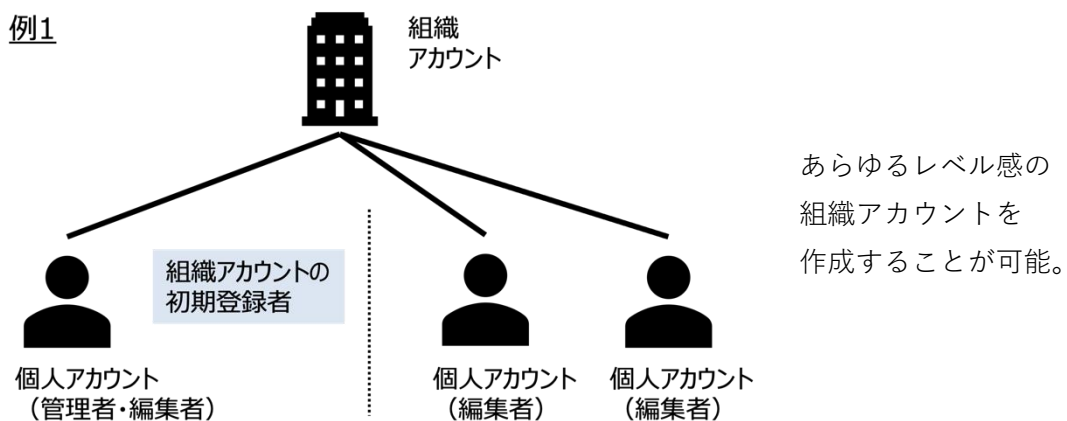 例1
組織
アカウント
あらゆるレベル感の
組織アカウントを
作成することが可能。
組織アカウントの
初期登録者
個人アカウント
（管理者・編集者）
個人アカウント
（編集者）
個人アカウント
（編集者）